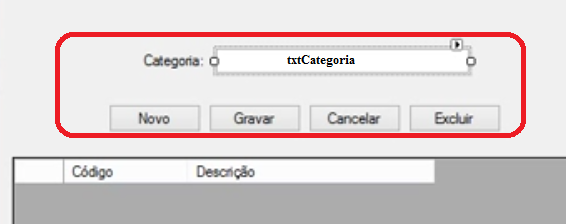 Categoria: txtCategoria
Novo Gravar Cancelar Excluir
Código Descrição